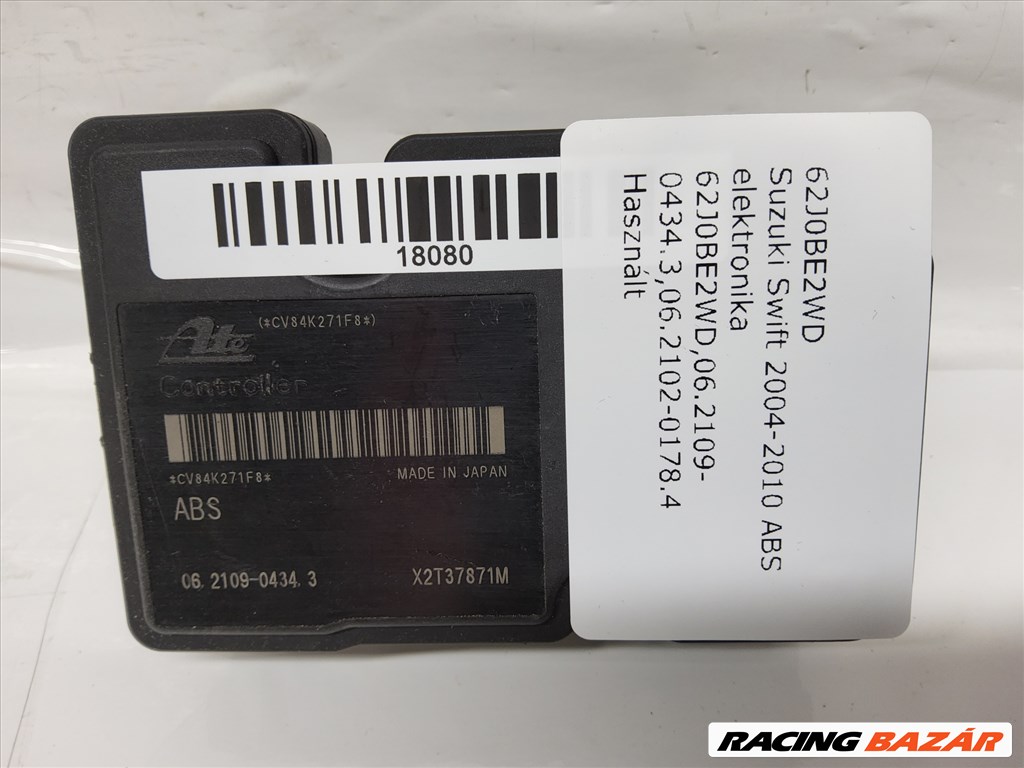 18080
(*CV84K271F8*)
Ate
Controller
*CV84K271F8*
MADE IN JAPAN
ABS
06.2109-0434.3
X2T37871M
62J0BE2WD
Suzuki Swift 2004-2010 ABS
elektronika
62J0BE2WD,06.2109-
0434.3,06.2102-0178.4
Használt
RACING BAZÁR